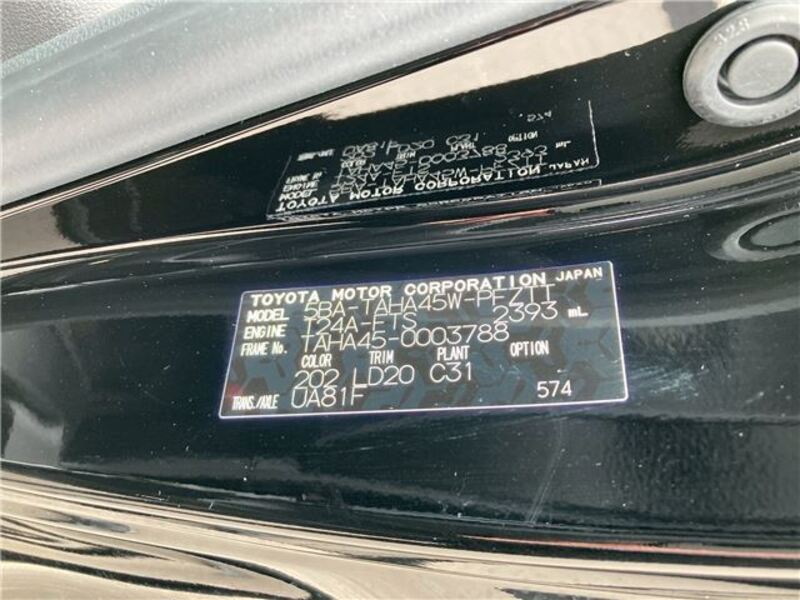 TOYOTA MOTOR CORPORATION JAPAN
MODEL 5BA-TAHA45W-PFZTT
ENGINE T24A-FTS 2393 mL
FRAME No. TAHA45-0003788
COLOR TRIM PLANT OPTION
202 LD20 C31
TRANS./AXLE UA81F 574